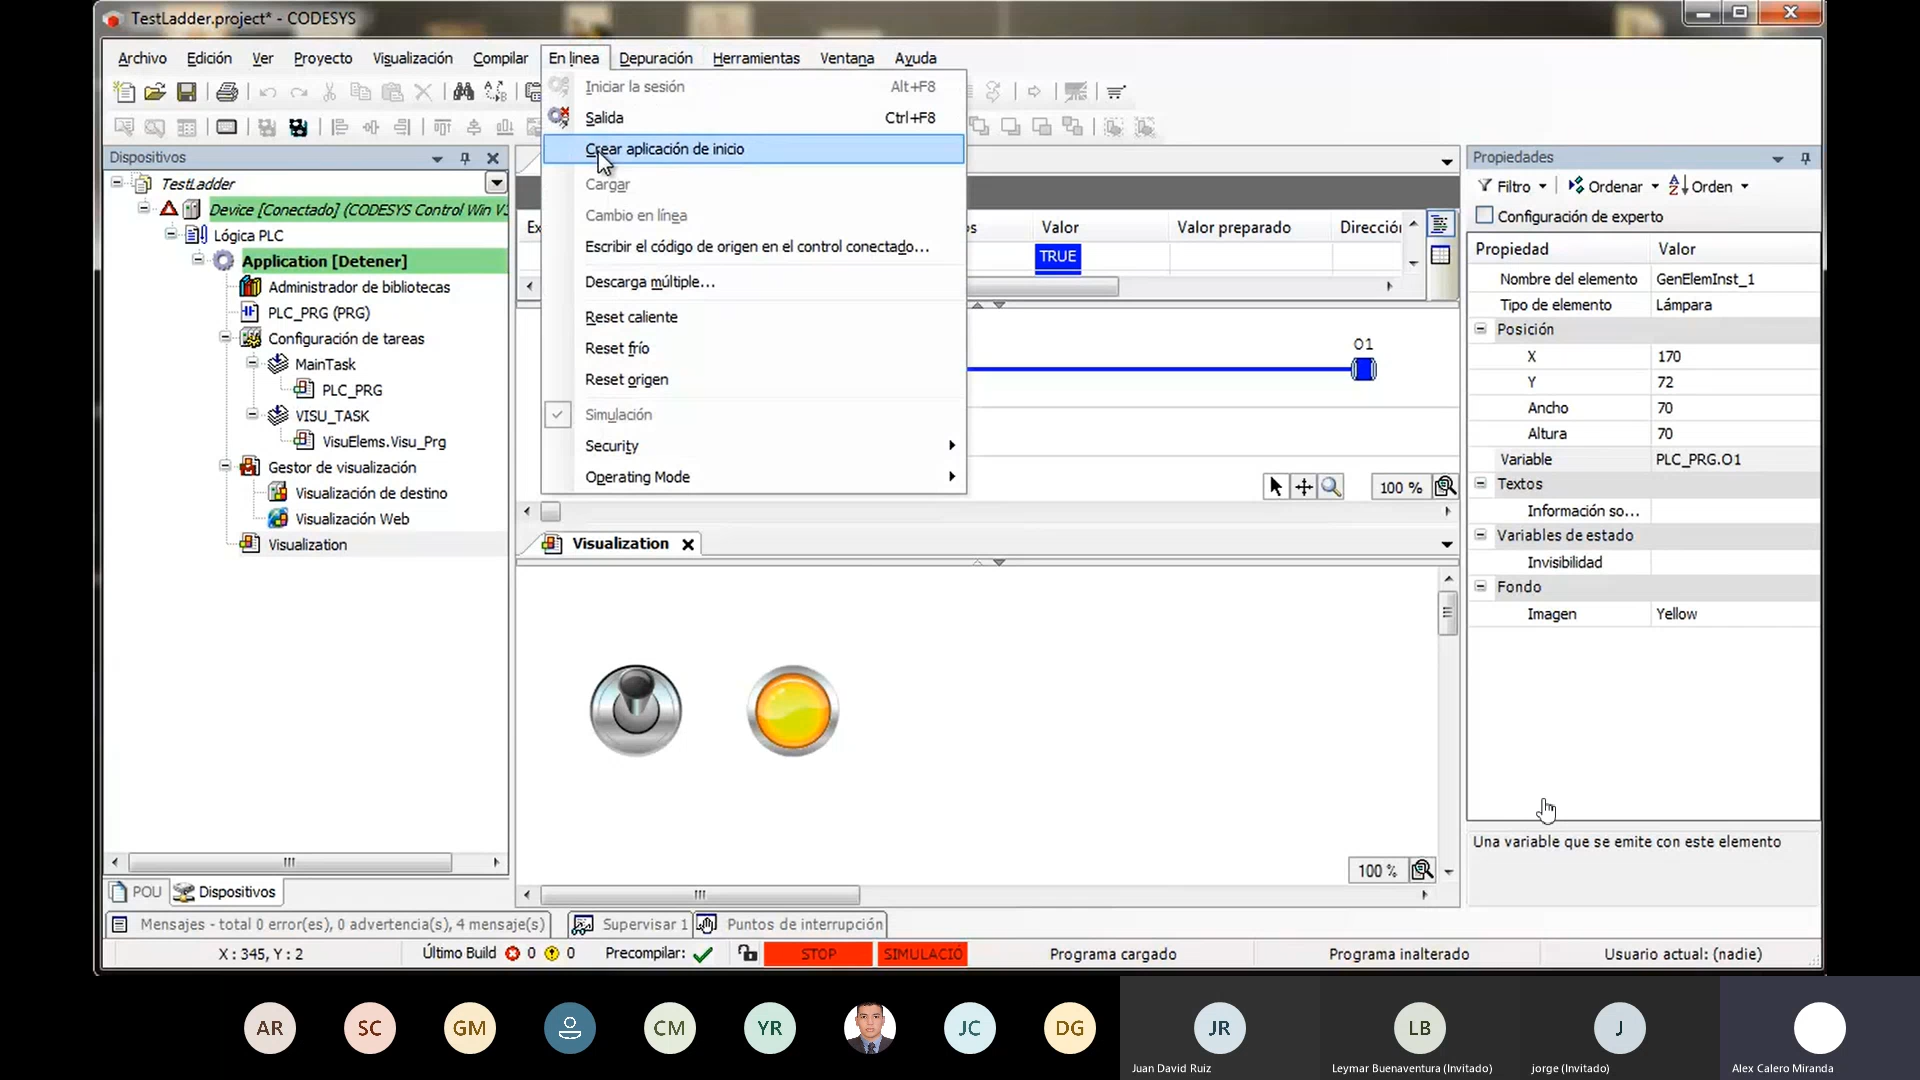 TestLadder.project* - CODESYS
Archivo Edición Ver Proyecto Visualización Compilar En línea Depuración Herramientas Ventana Ayuda
Iniciar la sesión Alt+F8
Salida Ctrl+F8
Crear aplicación de inicio
Cargar
Cambio en línea
Escribir el código de origen en el control conectado...
Descarga múltiple...
Reset caliente
Reset frío
Reset origen
Simulación
Security
Operating Mode
Dispositivos
TestLadder
Device [Conectado] (CODESYS Control Win V3
Lógica PLC
Application [Detener]
Administrador de bibliotecas
PLC_PRG (PRG)
Configuración de tareas
MainTask
PLC_PRG
VISU_TASK
VisuElems.Visu_Prg
Gestor de visualización
Visualización de destino
Visualización Web
Visualization
POU Dispositivos
Valor Valor preparado
TRUE
O1
100 %
Visualization
100 %
Propiedades
Filtro Ordenar Orden
Configuración de experto
Propiedad Valor
Nombre del elemento GenElemInst_1
Tipo de elemento Lámpara
Posición
X 170
Y 72
Ancho 70
Altura 70
Variable PLC_PRG.O1
Textos
Información so...
Variables de estado
Invisibilidad
Fondo
Imagen Yellow
Una variable que se emite con este elemento
Mensajes - total 0 error(es), 0 advertencia(s), 4 mensaje(s) Supervisar 1 Puntos de interrupción
X : 345, Y : 2 Último Build 0 0 Precompilar: STOP SIMULACIÓ Programa cargado Programa inalterado Usuario actual: (nadie)
AR SC GM CM YR JC DG JR LB J
Juan David Ruiz Leymar Buenaventura (Invitado) jorge (Invitado) Alex Calero Miranda